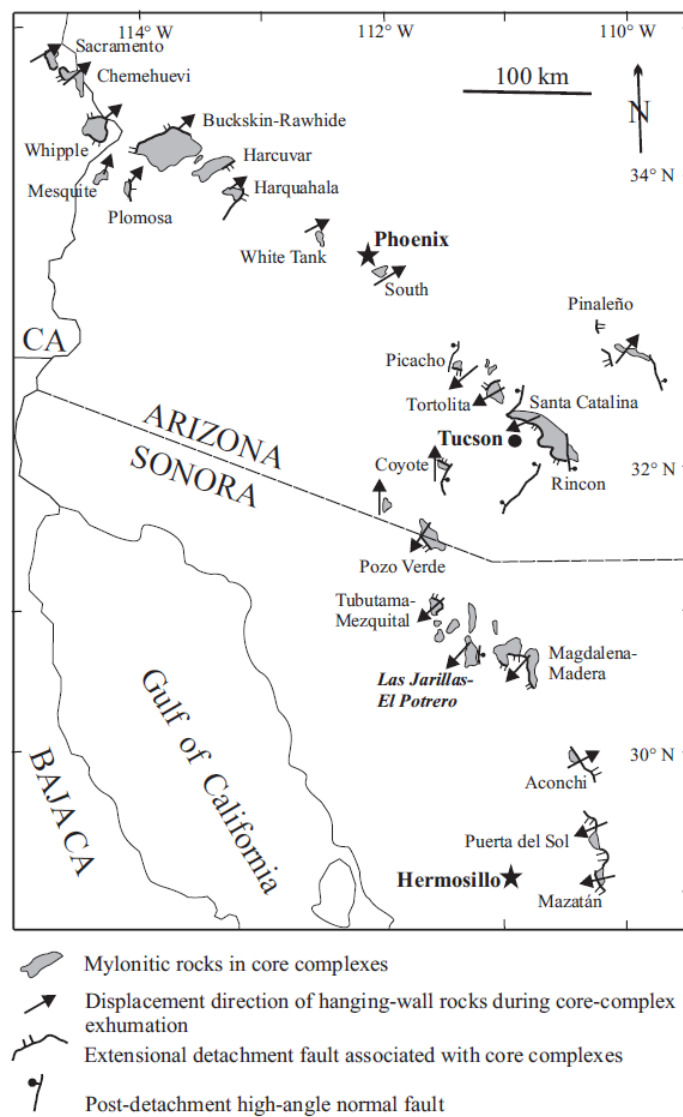 114° W
112° W
110° W
Sacramento
Chemehuevi
100 km
N
Buckskin-Rawhide
Whipple
Harcuvar
34° N
Mesquite
Harquahala
Plomosa
White Tank
Phoenix
South
Pinaleño
CA
Picacho
Tortolita
Santa Catalina
ARIZONA
Tucson
SONORA
Coyote
32° N
Rincon
Pozo Verde
Tubutama-
Mezquital
Magdalena-
Madera
Las Jarillas-
El Potrero
Gulf of California
30° N
BAJA CA
Aconchi
Puerta del Sol
Hermosillo
Mazatán
Mylonitic rocks in core complexes
Displacement direction of hanging-wall rocks during core-complex
exhumation
Extensional detachment fault associated with core complexes
Post-detachment high-angle normal fault